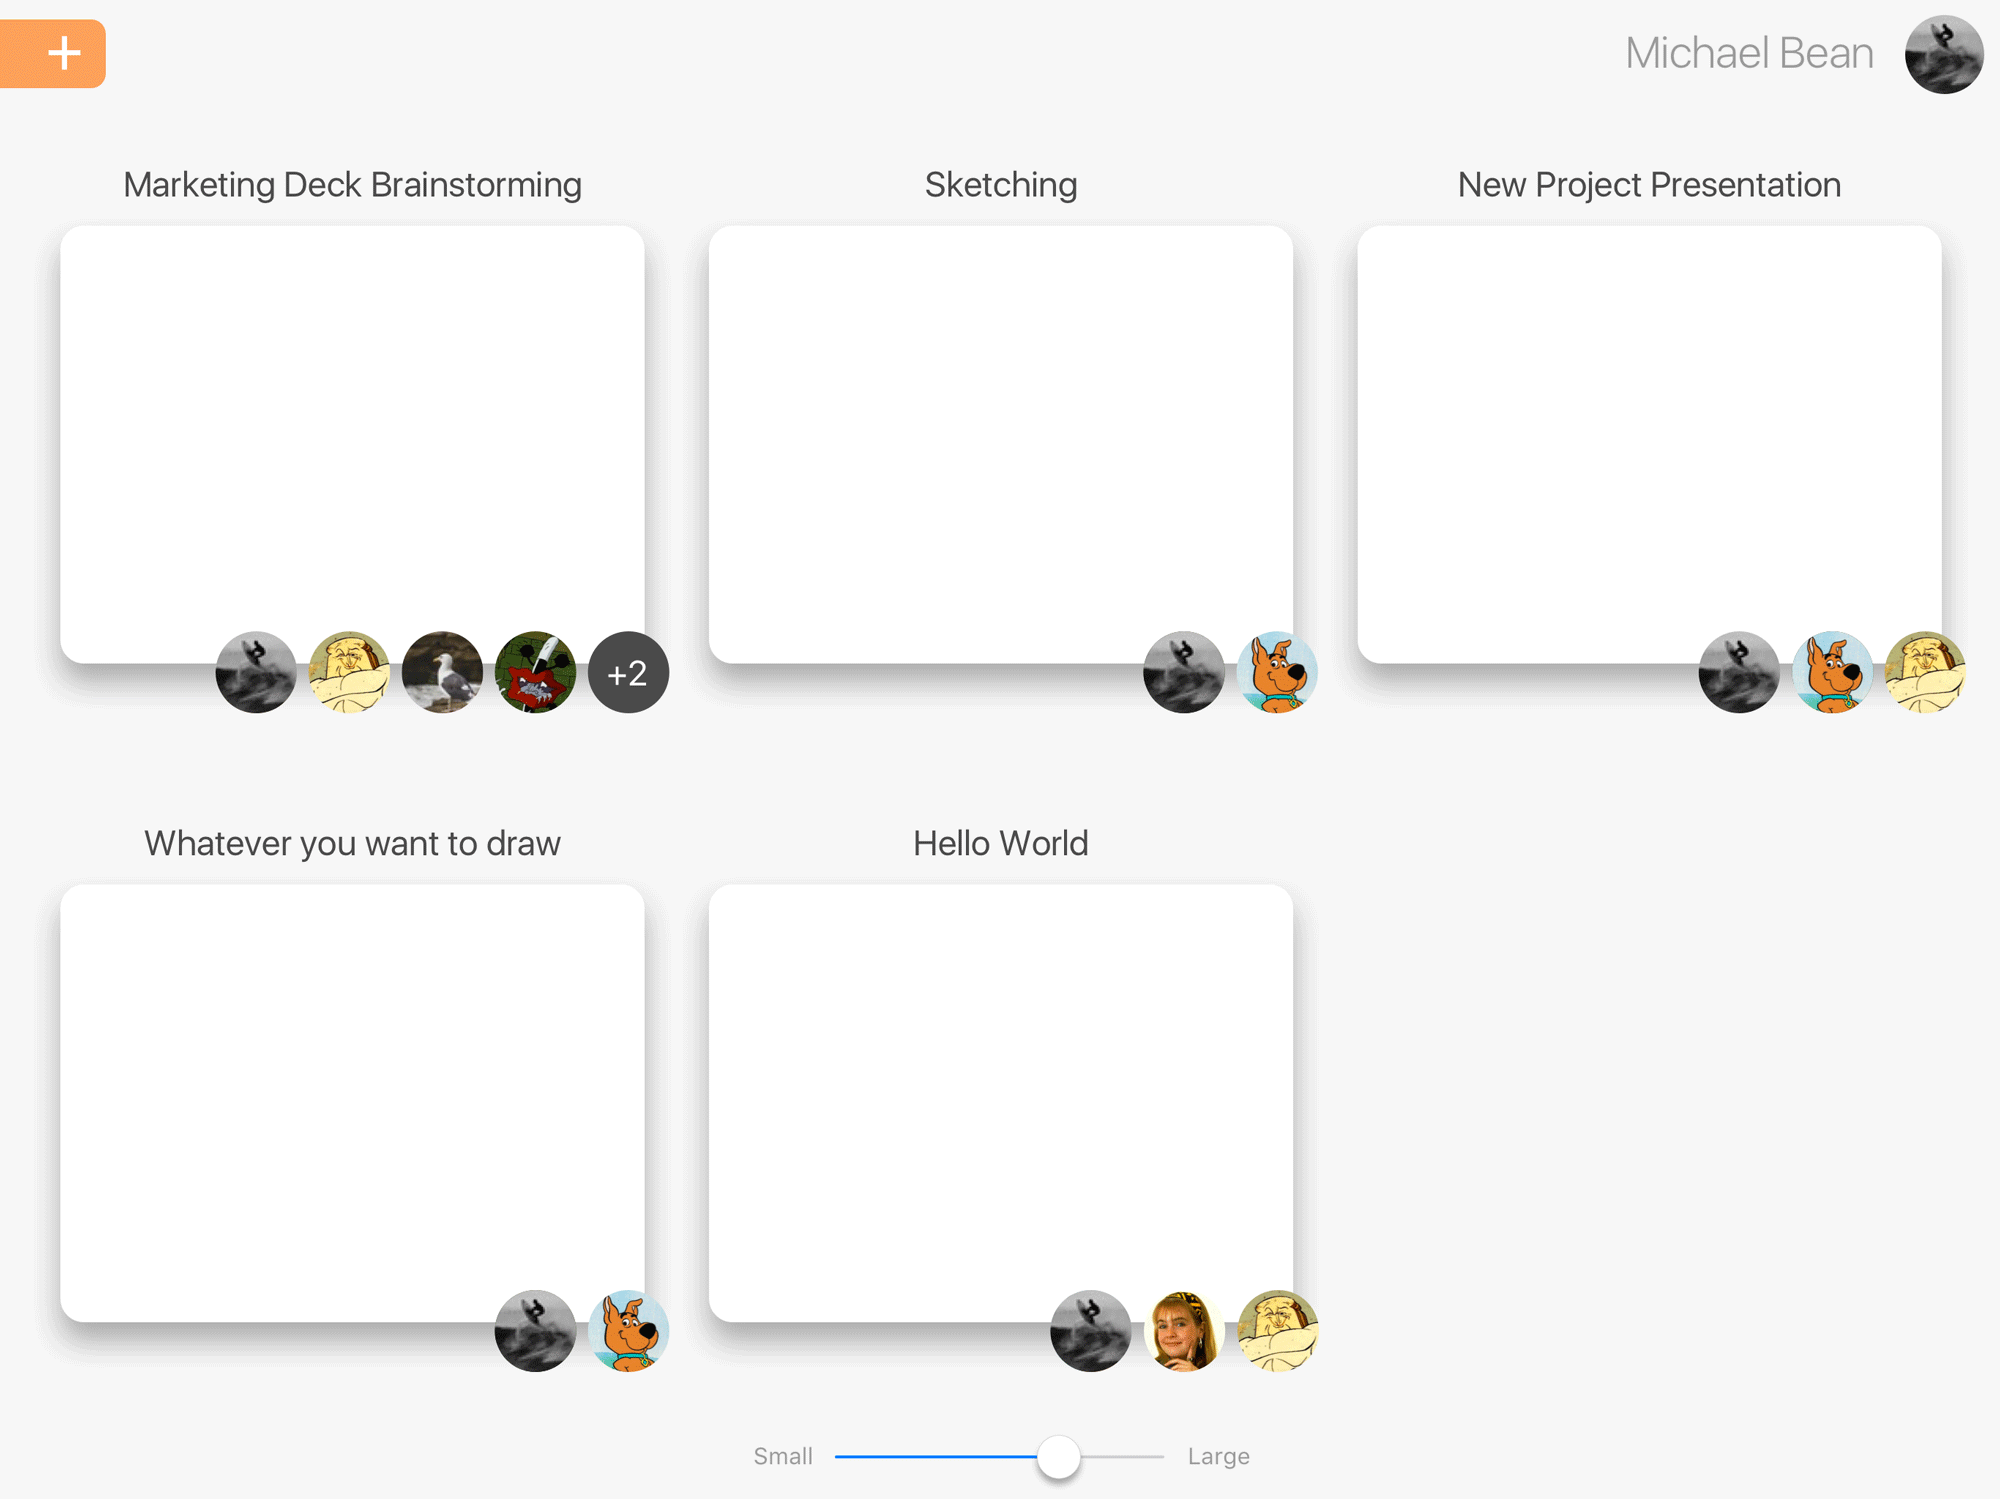 +
Michael Bean
Marketing Deck Brainstorming
Sketching
New Project Presentation
+2
Whatever you want to draw
Hello World
Small
Large